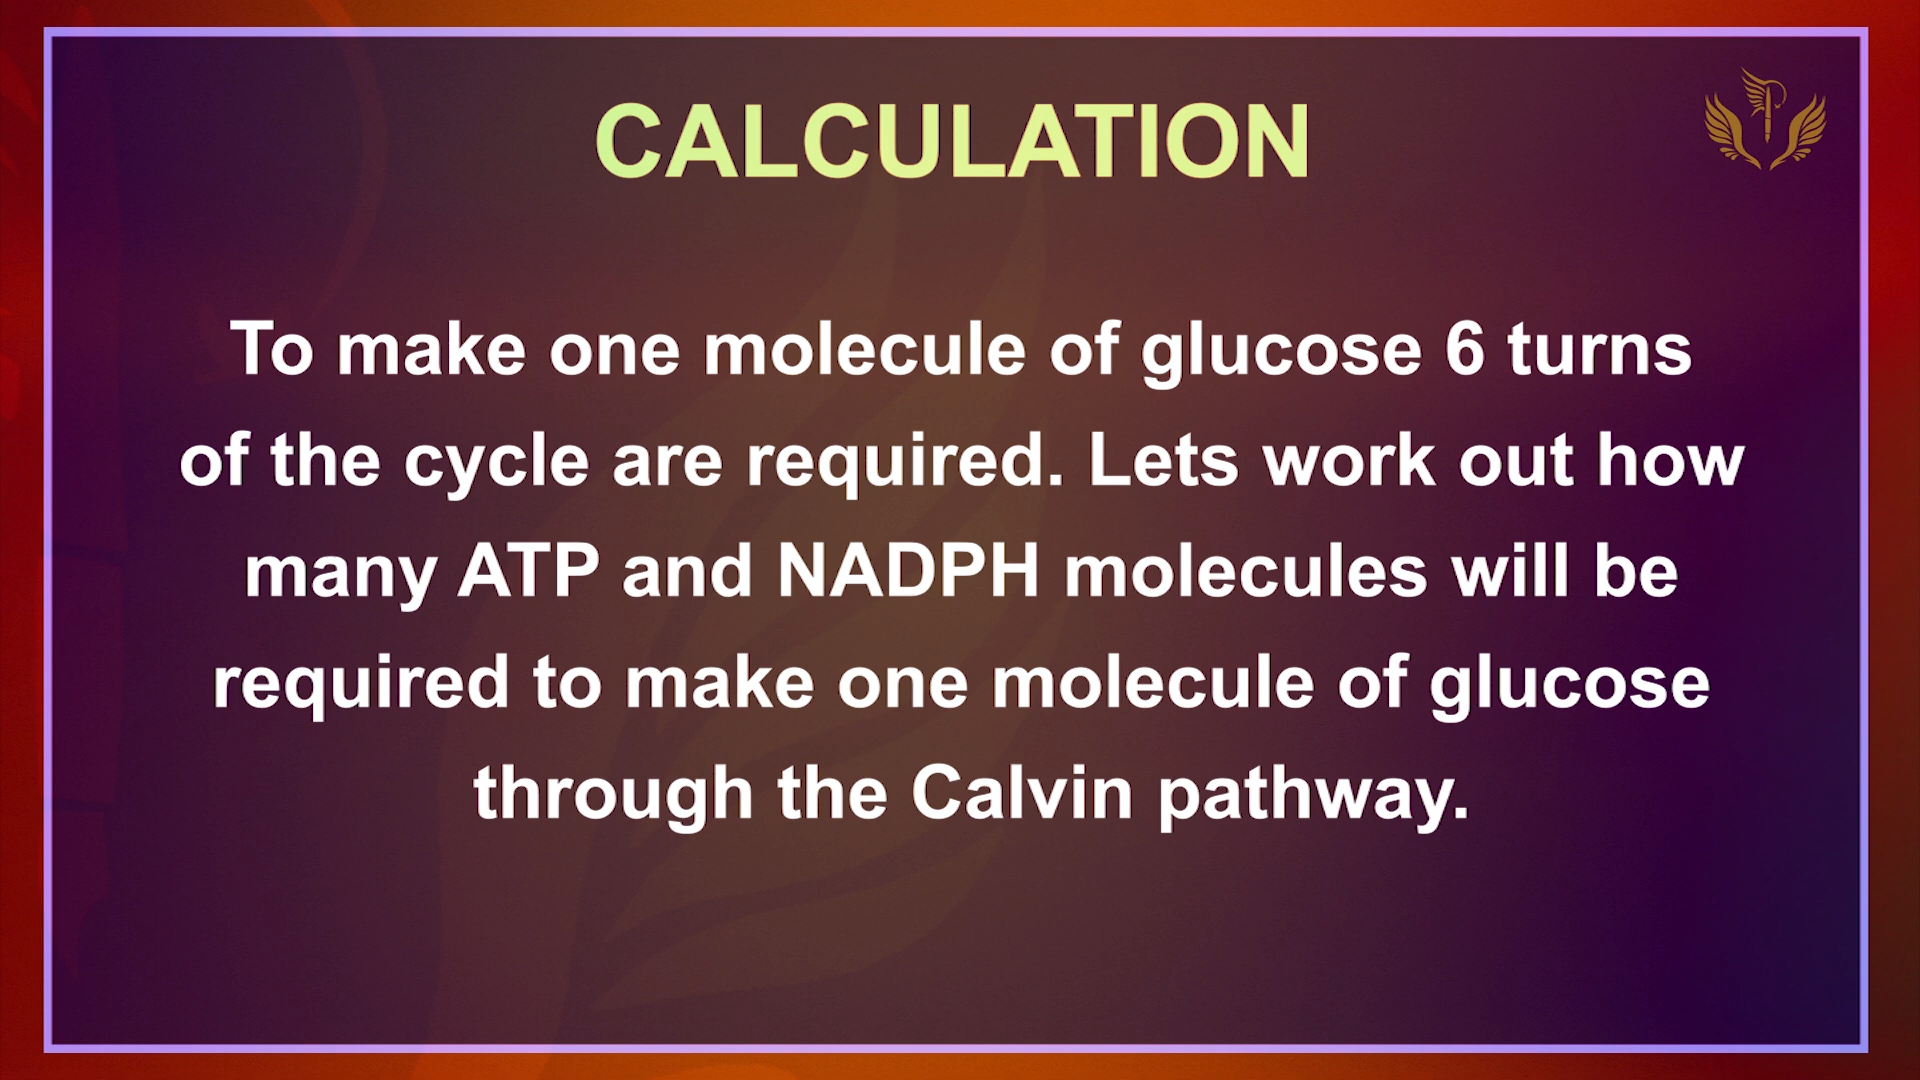 CALCULATION
To make one molecule of glucose 6 turns
of the cycle are required. Lets work out how
many ATP and NADPH molecules will be
required to make one molecule of glucose
through the Calvin pathway.